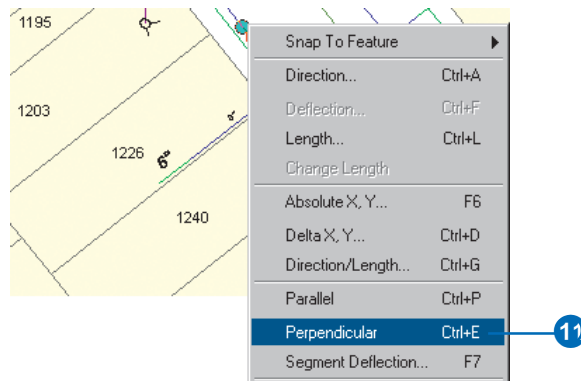 1195
1203
1226
6"
1240
Snap To Feature
Direction... Ctrl+A
Deflection... Ctrl+F
Length... Ctrl+L
Change Length
Absolute X, Y... F6
Delta X, Y... Ctrl+D
Direction/Length... Ctrl+G
Parallel Ctrl+P
Perpendicular Ctrl+E
11
Segment Deflection... F7